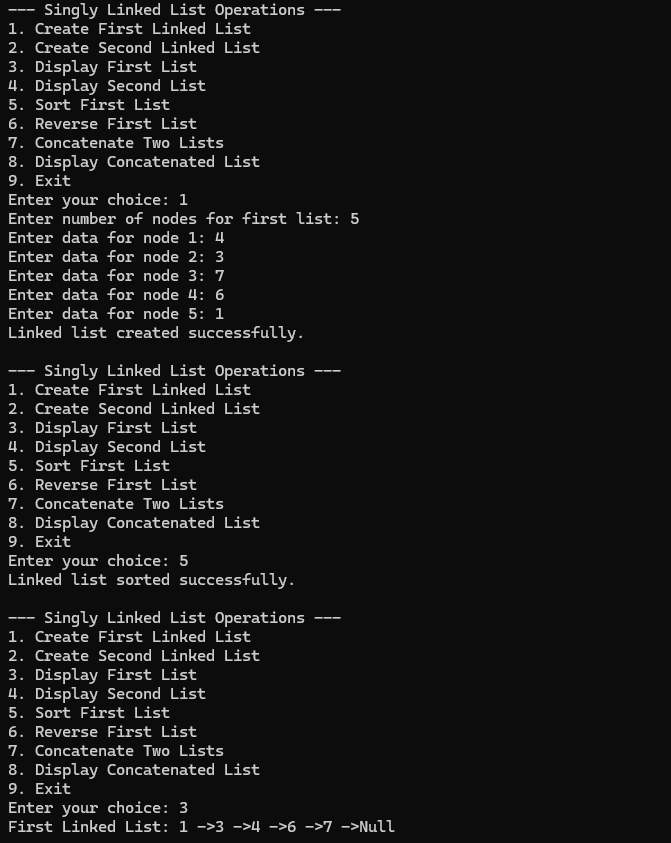 --- Singly Linked List Operations ---
1. Create First Linked List
2. Create Second Linked List
3. Display First List
4. Display Second List
5. Sort First List
6. Reverse First List
7. Concatenate Two Lists
8. Display Concatenated List
9. Exit
Enter your choice: 1
Enter number of nodes for first list: 5
Enter data for node 1: 4
Enter data for node 2: 3
Enter data for node 3: 7
Enter data for node 4: 6
Enter data for node 5: 1
Linked list created successfully.

--- Singly Linked List Operations ---
1. Create First Linked List
2. Create Second Linked List
3. Display First List
4. Display Second List
5. Sort First List
6. Reverse First List
7. Concatenate Two Lists
8. Display Concatenated List
9. Exit
Enter your choice: 5
Linked list sorted successfully.

--- Singly Linked List Operations ---
1. Create First Linked List
2. Create Second Linked List
3. Display First List
4. Display Second List
5. Sort First List
6. Reverse First List
7. Concatenate Two Lists
8. Display Concatenated List
9. Exit
Enter your choice: 3
First Linked List: 1 ->3 ->4 ->6 ->7 ->Null